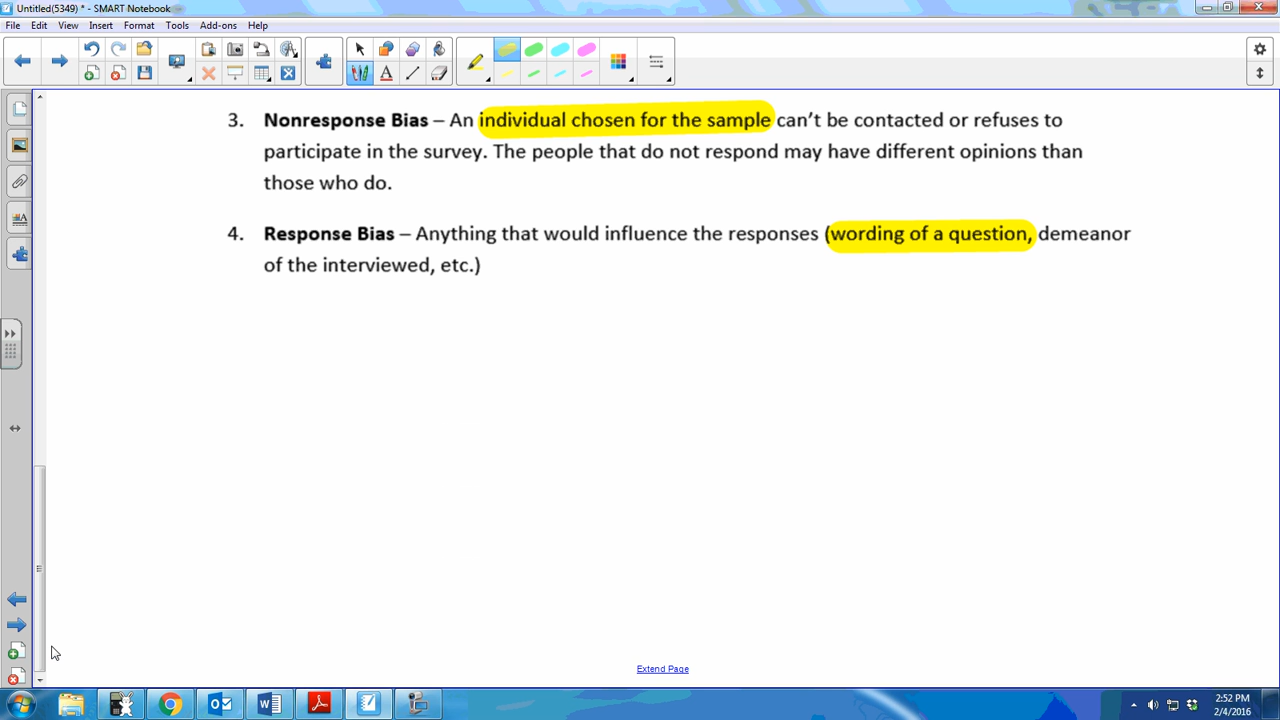 Untitled(5349) * - SMART Notebook
File Edit View Insert Format Tools Add-ons Help
3. Nonresponse Bias – An individual chosen for the sample can’t be contacted or refuses to
participate in the survey. The people that do not respond may have different opinions than
those who do.
4. Response Bias – Anything that would influence the responses (wording of a question, demeanor
of the interviewed, etc.)
Extend Page
2:52 PM
2/4/2016